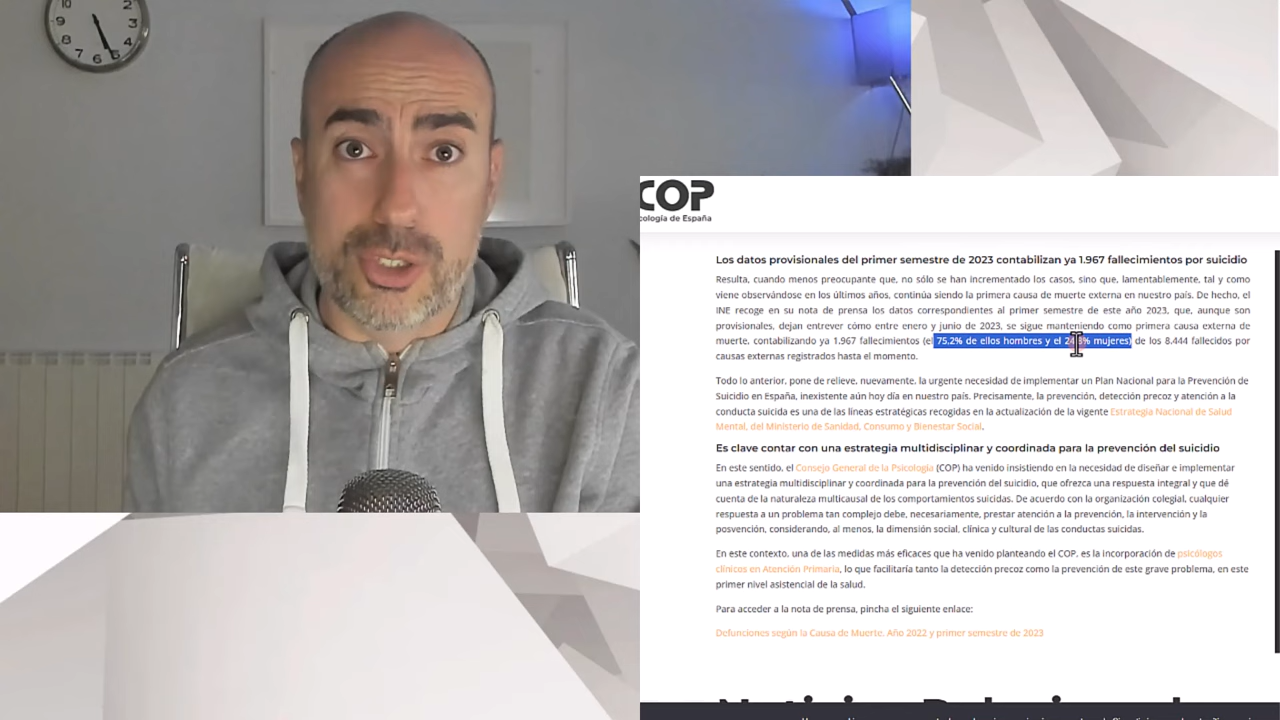 12
2
3
10
9
8
7
6
5
COP
cología de España
Los datos provisionales del primer semestre de 2023 contabilizan ya 1.967 fallecimientos por suicidio
Resulta, cuando menos preocupante que, no sólo se han incrementado los casos, sino que, lamentablemente, tal y como
viene observándose en los últimos años, continúa siendo la primera causa de muerte externa en nuestro país. De hecho, el
INE recoge en su nota de prensa los datos correspondientes al primer semestre de este año 2023, que, aunque son
provisionales, dejan entrever cómo entre enero y junio de 2023, se sigue manteniendo como primera causa externa de
muerte, contabilizando ya 1.967 fallecimientos (el 75.2% de ellos hombres y el 24.8% mujeres) de los 8.444 fallecidos por
causas externas registrados hasta el momento.
Todo lo anterior, pone de relieve, nuevamente, la urgente necesidad de implementar un Plan Nacional para la Prevención de
Suicidio en España, inexistente aún hoy día en nuestro país. Precisamente, la prevención, detección precoz y atención a la
conducta suicida es una de las líneas estratégicas recogidas en la actualización de la vigente Estrategia Nacional de Salud
Mental, del Ministerio de Sanidad, Consumo y Bienestar Social.
Es clave contar con una estrategia multidisciplinar y coordinada para la prevención del suicidio
En este sentido, el Consejo General de la Psicología (COP) ha venido insistiendo en la necesidad de diseñar e implementar
una estrategia multidisciplinar y coordinada para la prevención del suicidio, que ofrezca una respuesta integral y que dé
cuenta de la naturaleza multicausal de los comportamientos suicidas. De acuerdo con la organización colegial, cualquier
respuesta a un problema tan complejo debe, necesariamente, prestar atención a la prevención, la intervención y la
posvención, considerando, al menos, la dimensión social, clínica y cultural de las conductas suicidas.
En este contexto, una de las medidas más eficaces que ha venido planteando el COP, es la incorporación de psicólogos
clínicos en Atención Primaria, lo que facilitaría tanto la detección precoz como la prevención de este grave problema, en este
primer nivel asistencial de la salud.
Para acceder a la nota de prensa, pincha el siguiente enlace:
Defunciones según la Causa de Muerte. Año 2022 y primer semestre de 2023